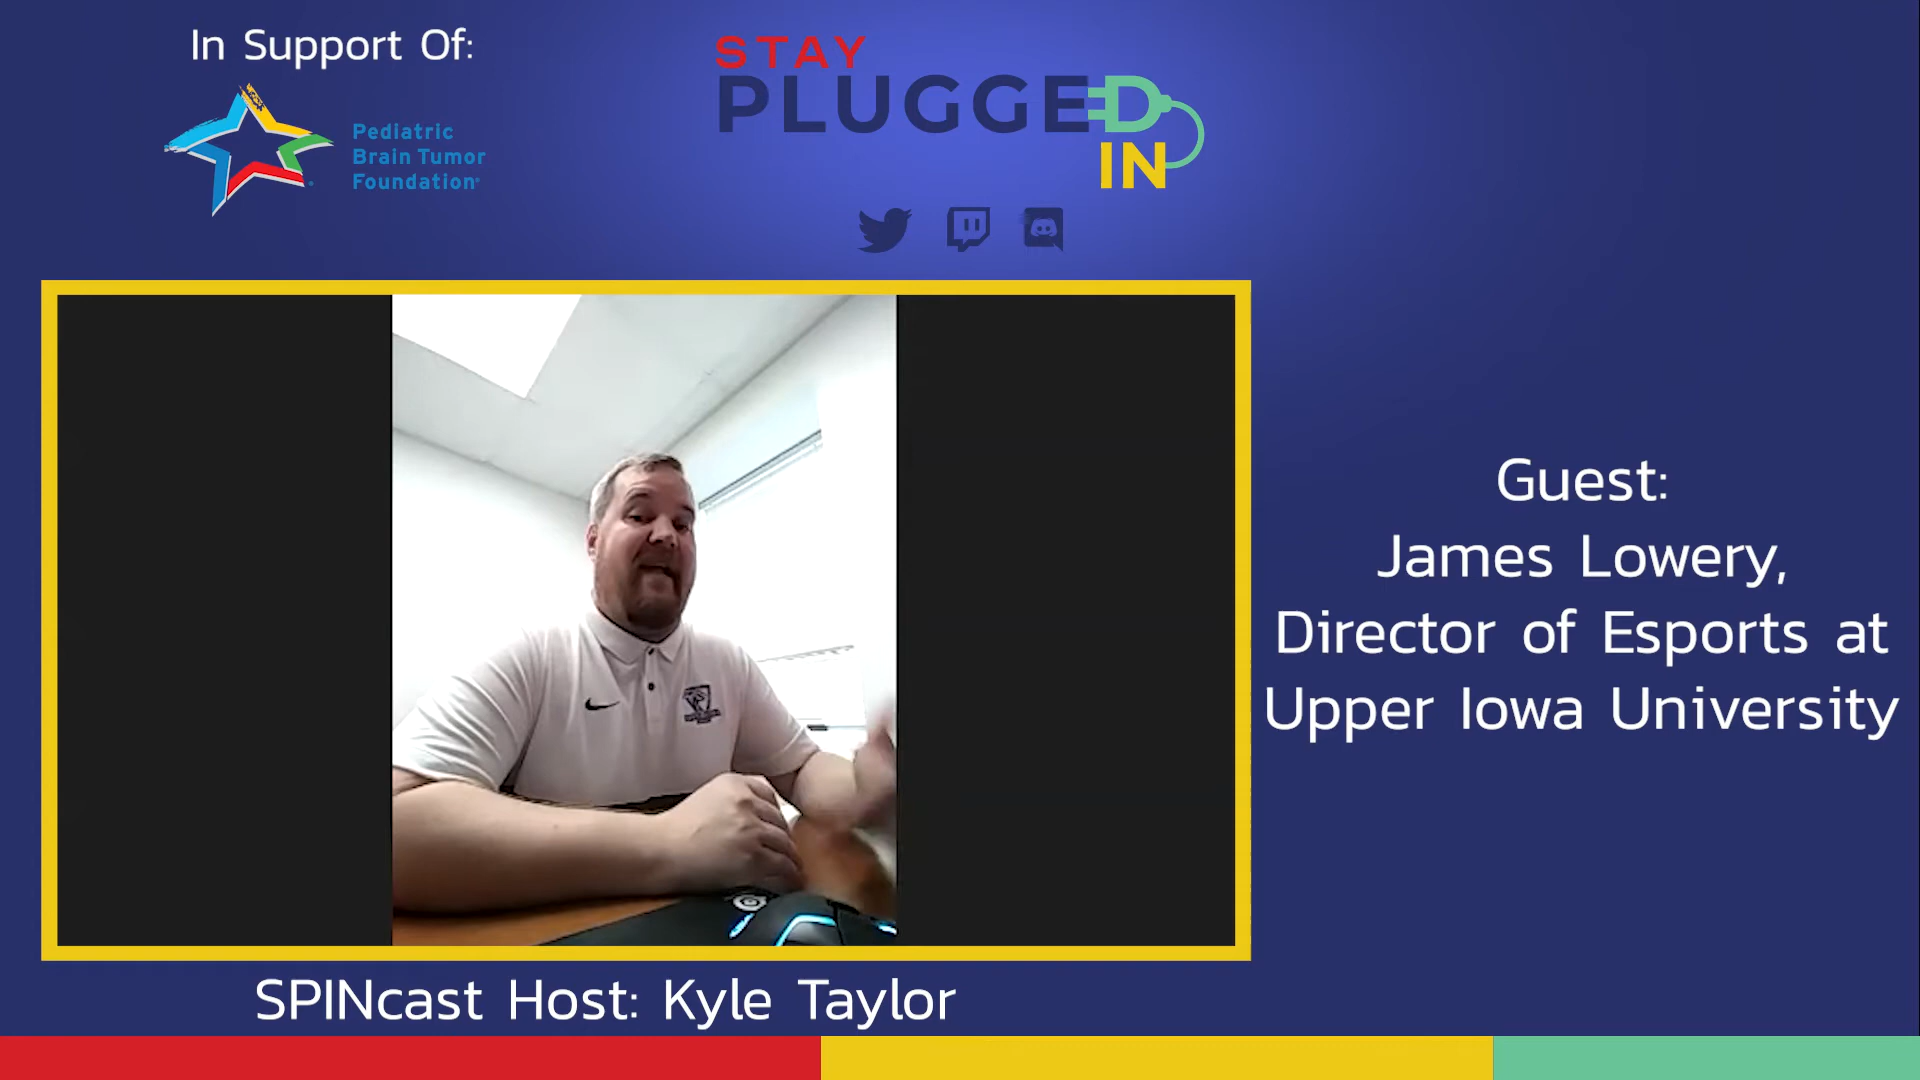 In Support Of:
Pediatric
Brain Tumor
Foundation
STAY
PLUGGED
IN
Guest:
James Lowery,
Director of Esports at
Upper Iowa University
SPINcast Host: Kyle Taylor